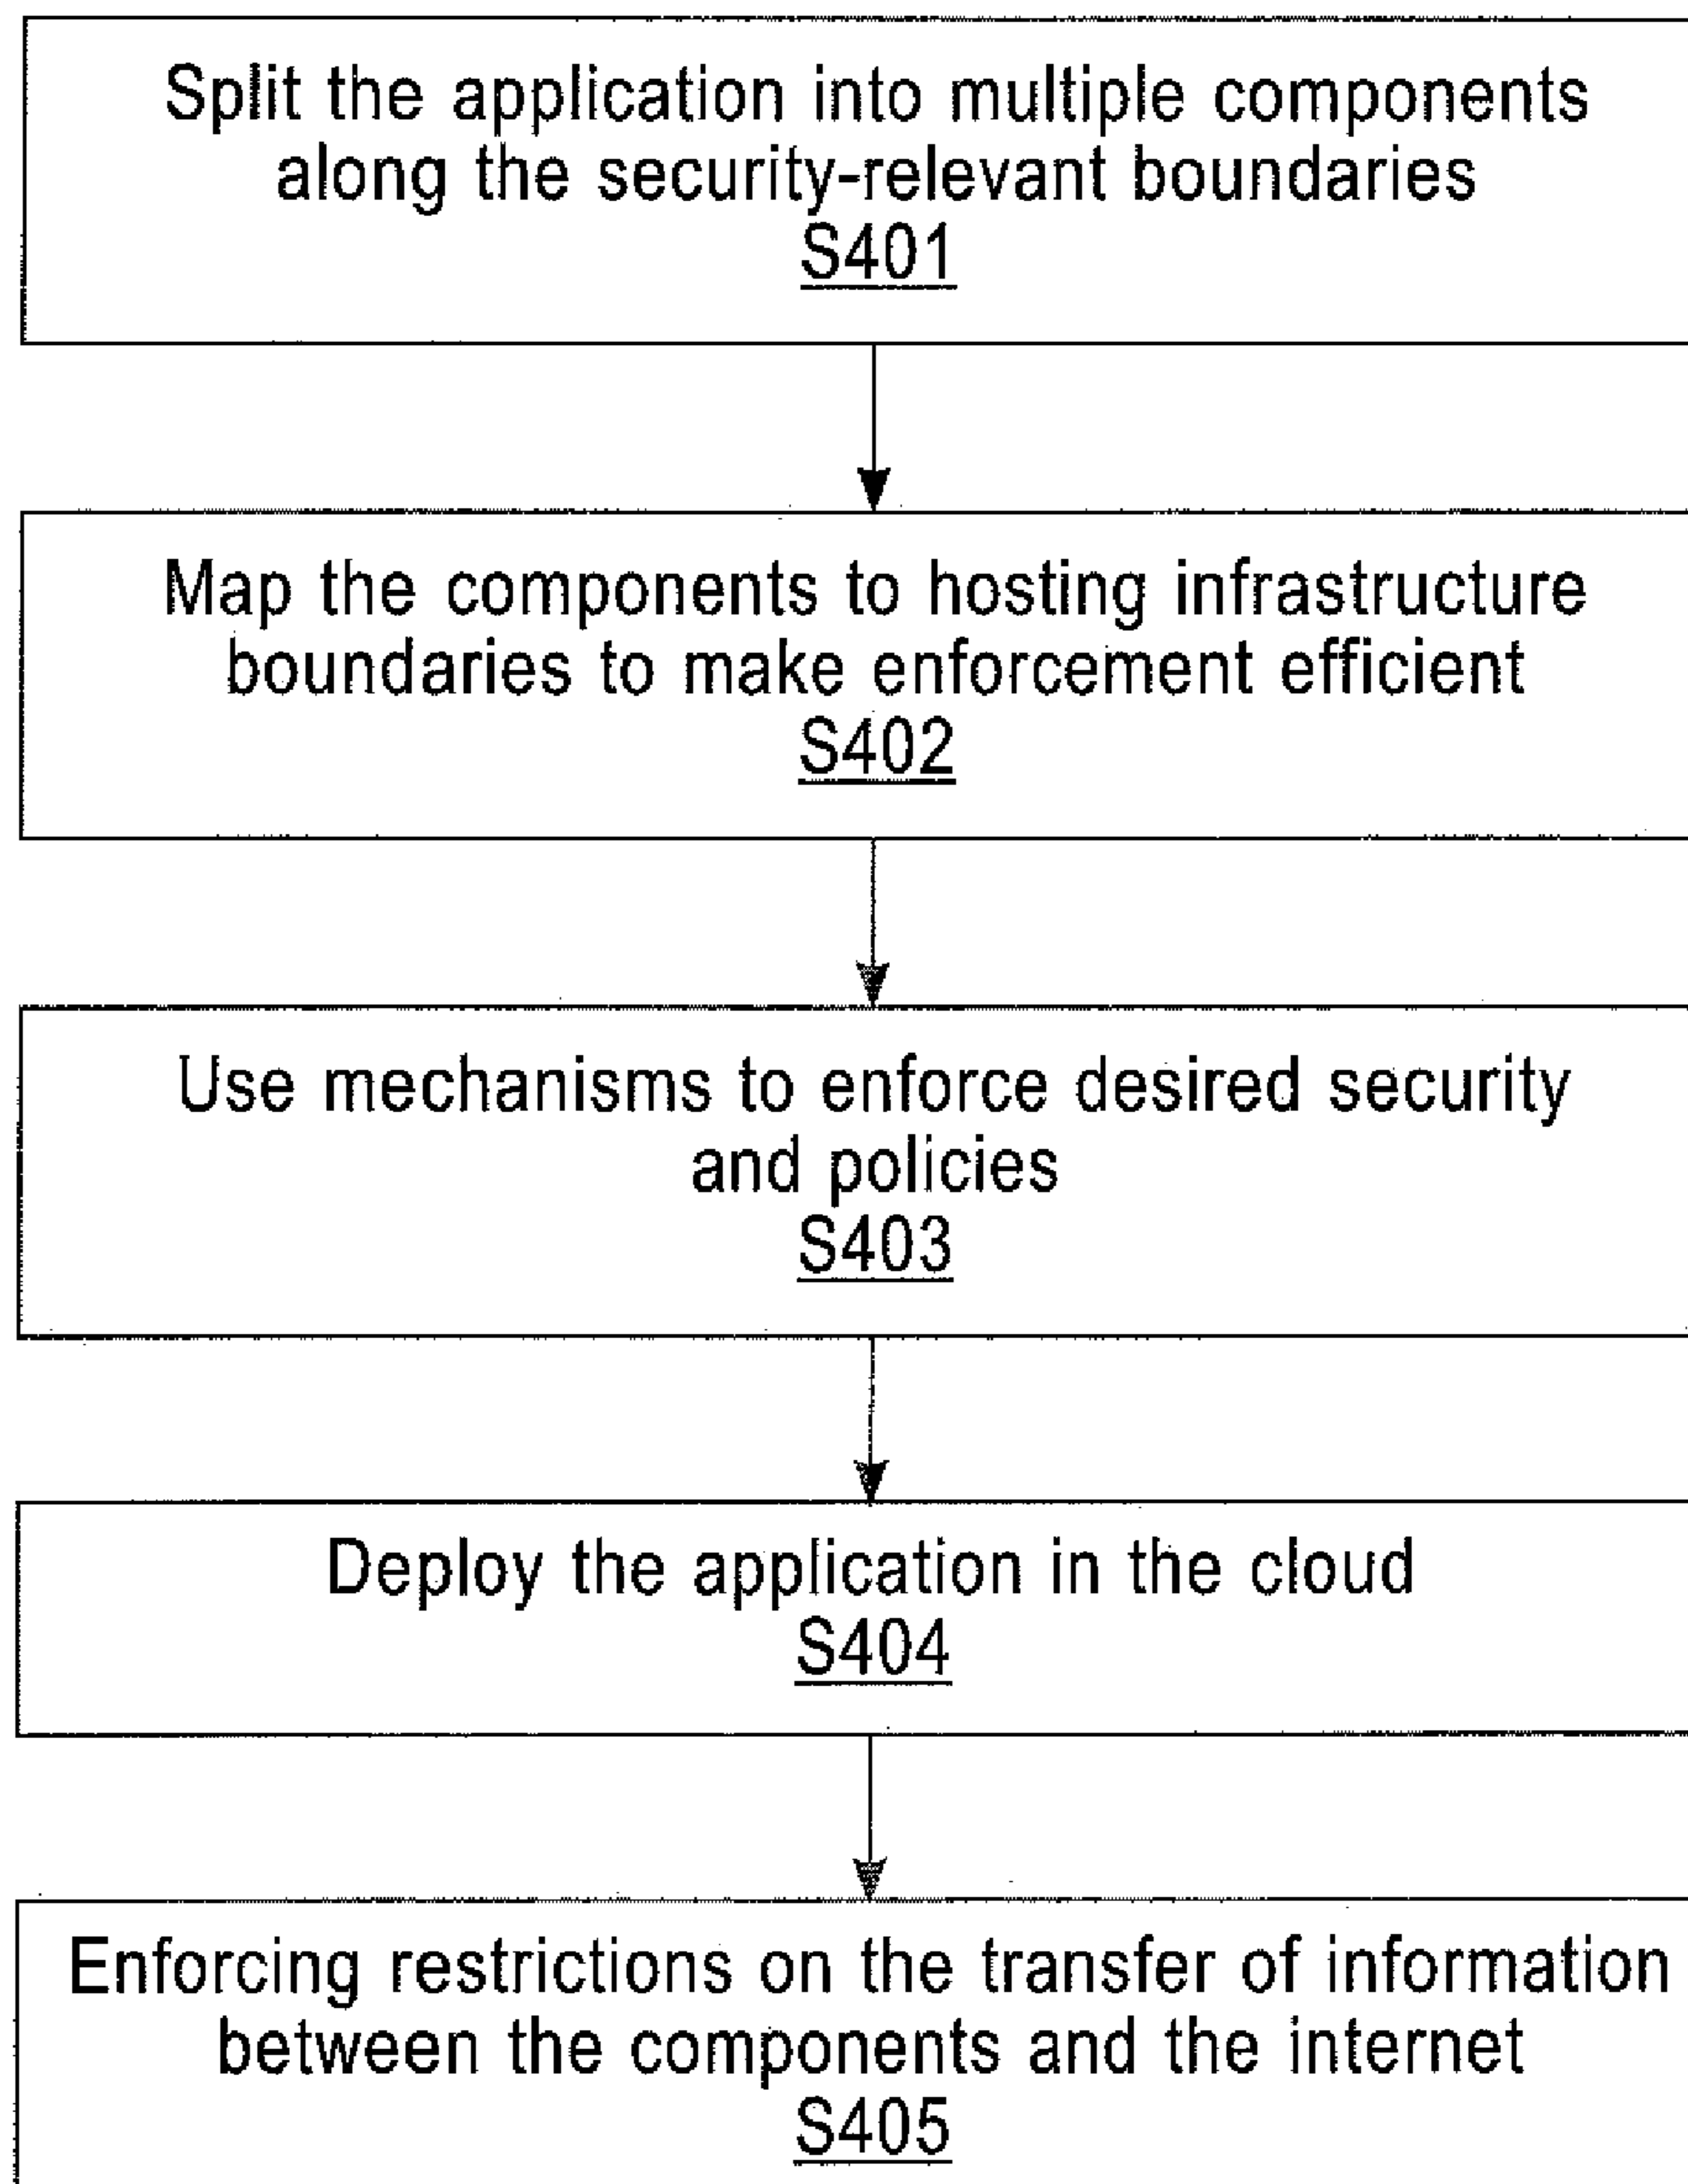 Split the application into multiple components
along the security-relevant boundaries
S401
Map the components to hosting infrastructure
boundaries to make enforcement efficient
S402
Use mechanisms to enforce desired security
and policies
S403
Deploy the application in the cloud
S404
Enforcing restrictions on the transfer of information
between the components and the internet
S405